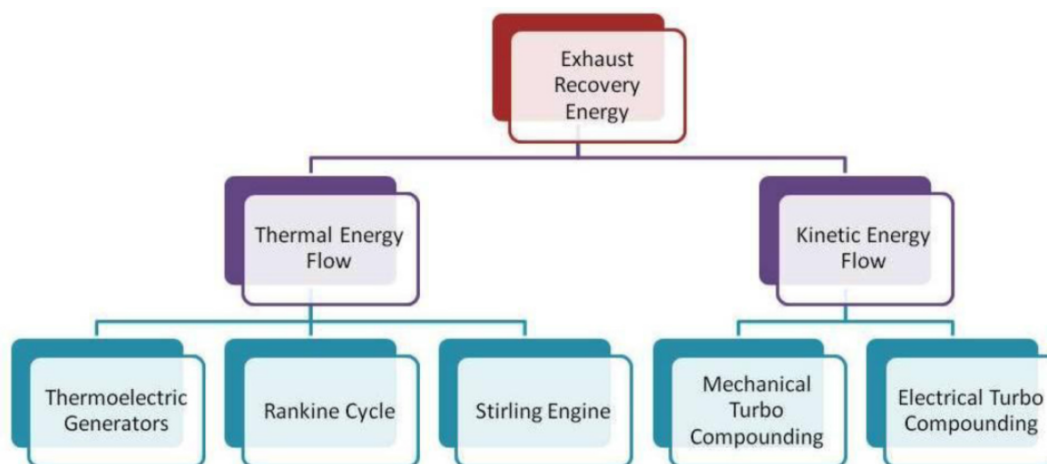 Exhaust
Recovery
Energy
Thermal Energy
Flow
Kinetic Energy
Flow
Thermoelectric
Generators
Rankine Cycle
Stirling Engine
Mechanical
Turbo
Compounding
Electrical Turbo
Compounding